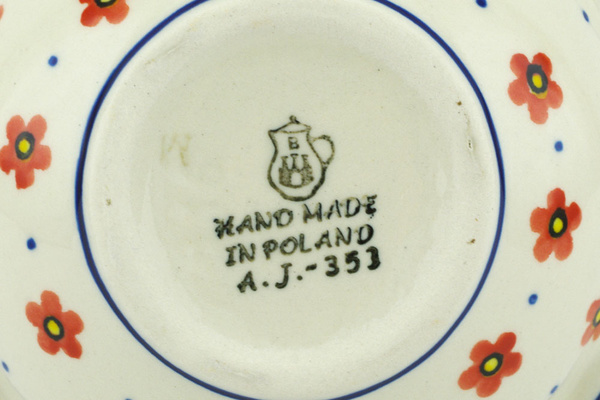 B
HAND MADE
IN POLAND
A.J.-353